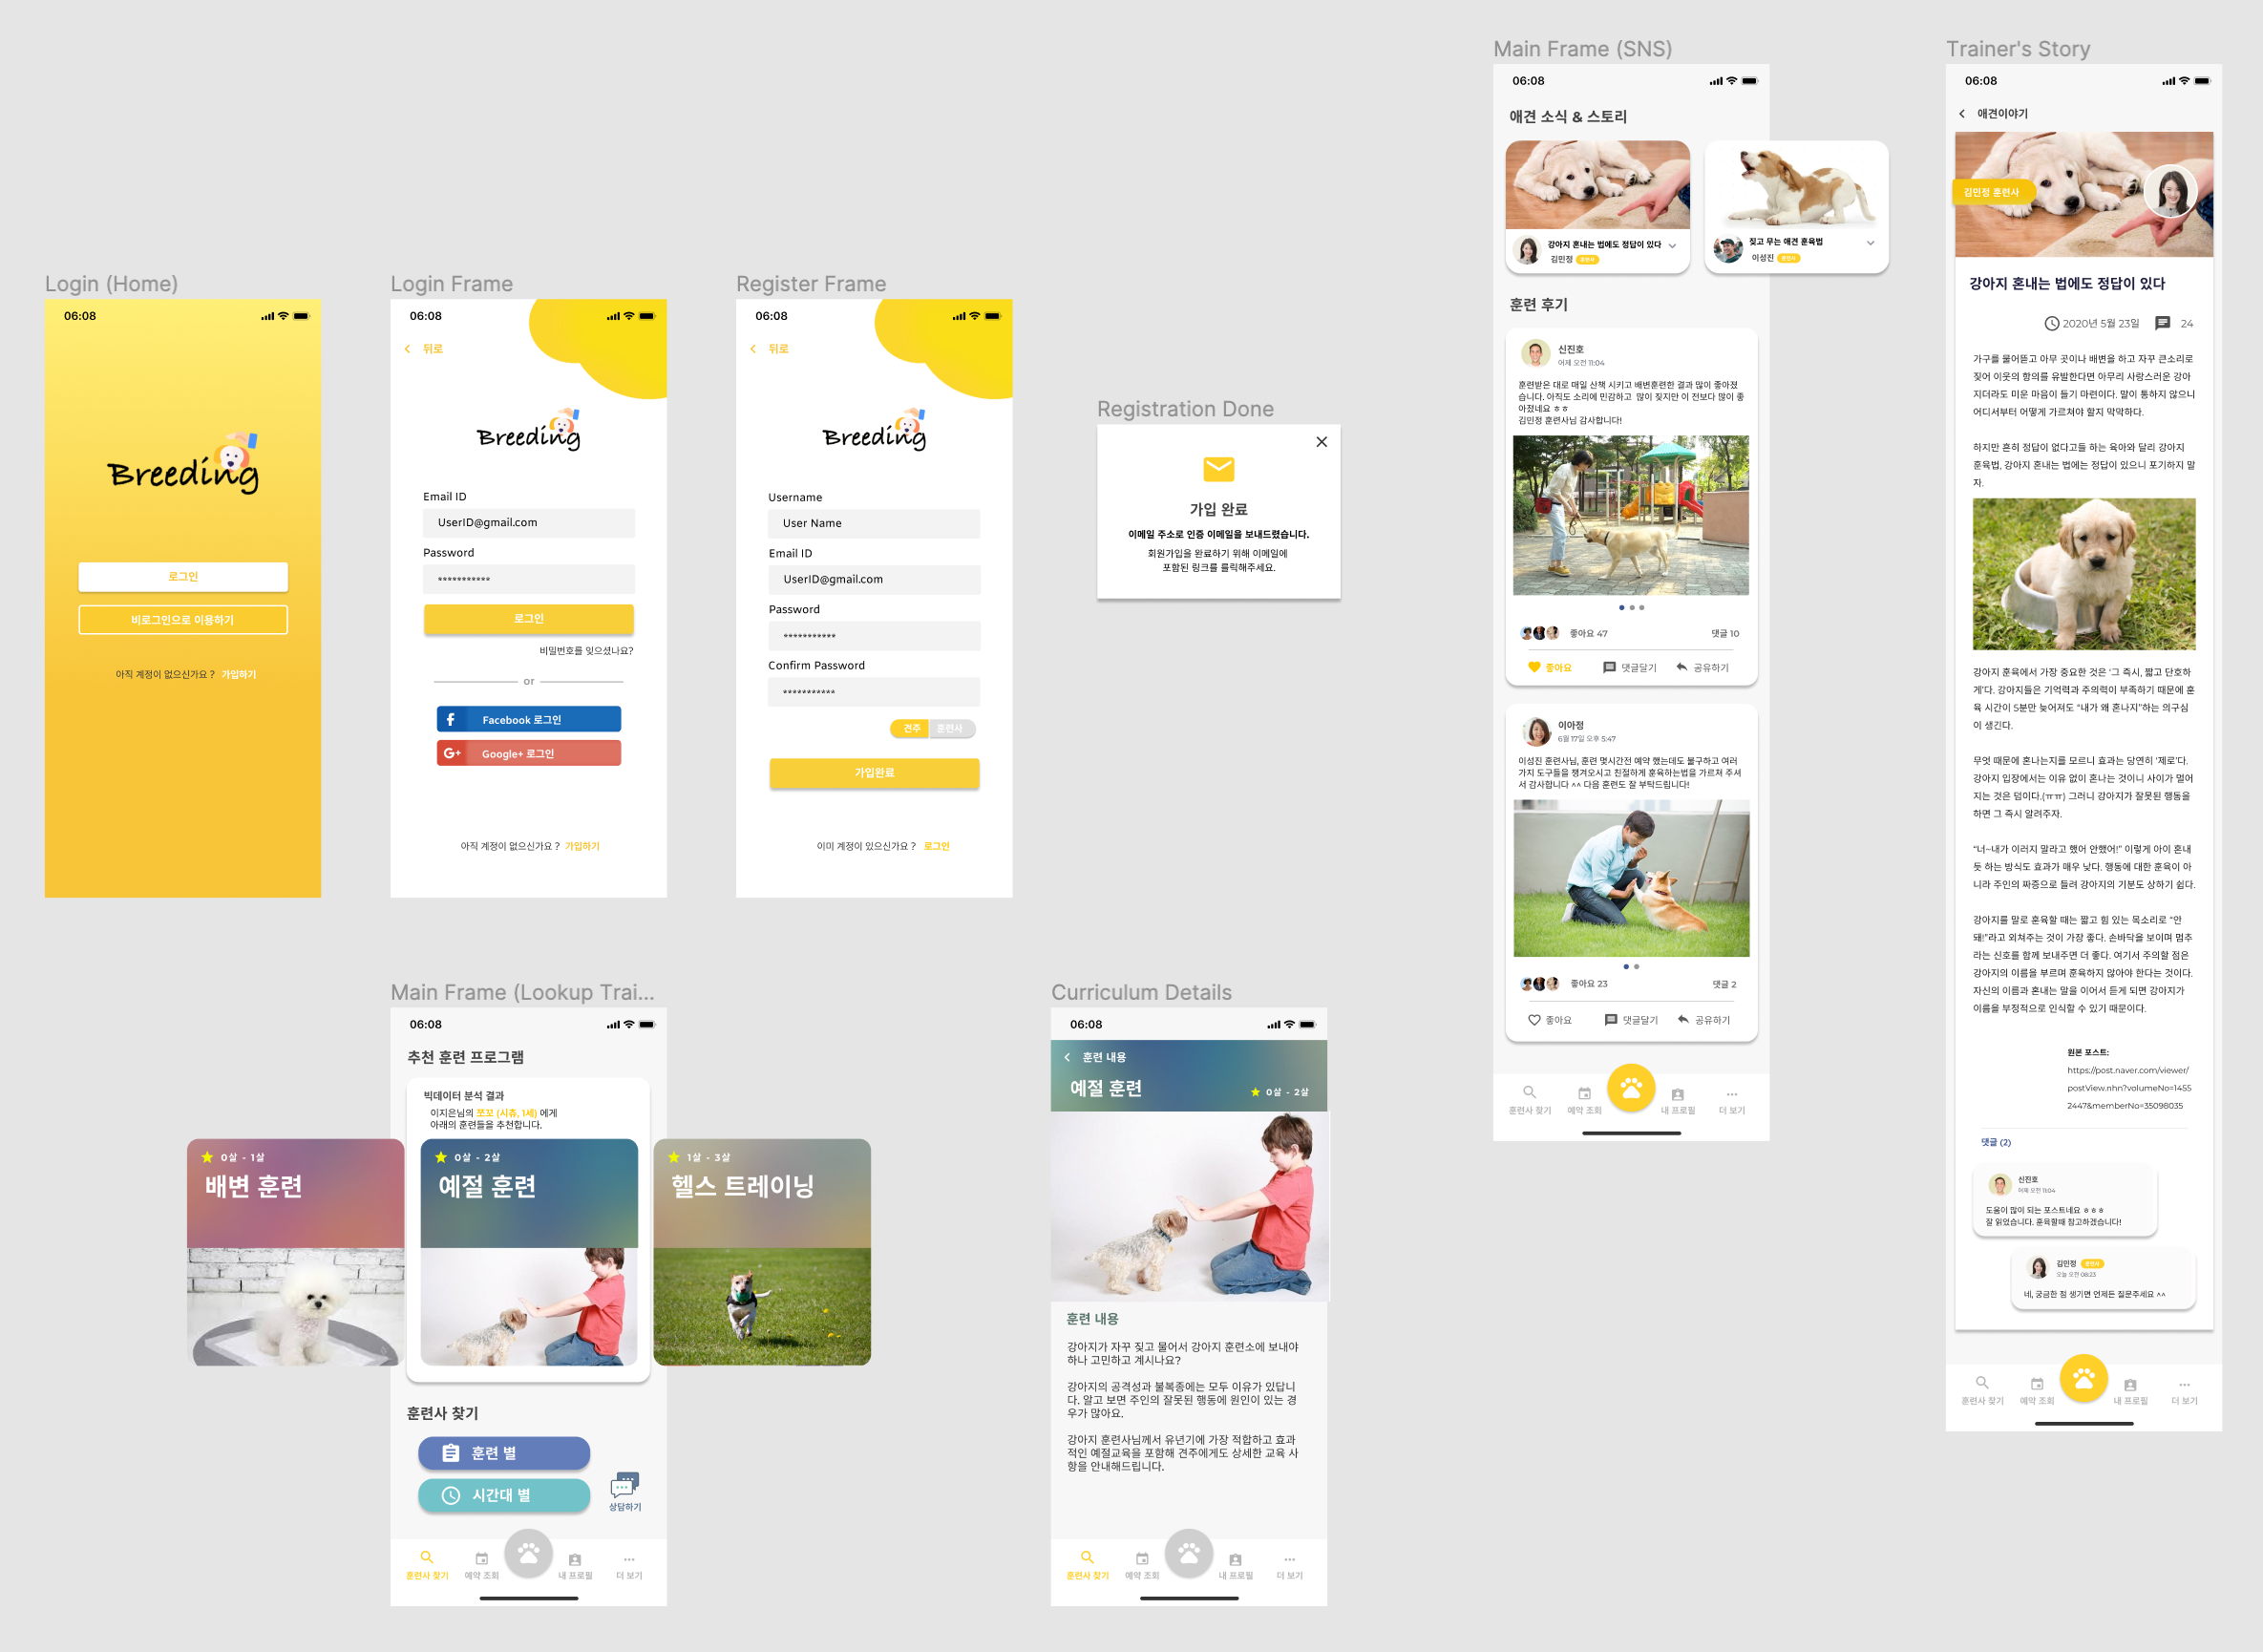 Login (Home)
06:08
Breeding
로그인
비로그인으로 이용하기
아직 계정이 없으신가요 ? 가입하기
Login Frame
06:08
뒤로
Breeding
Email ID
UserID@gmail.com
Password
***********
로그인
비밀번호를 잊으셨나요?
or
Facebook 로그인
G+ Google+ 로그인
아직 계정이 없으신가요 ? 가입하기
Register Frame
06:08
뒤로
Breeding
Username
User Name
Email ID
UserID@gmail.com
Password
***********
Confirm Password
***********
견주 훈련사
가입완료
이미 계정이 있으신가요 ? 로그인
Registration Done
가입 완료
이메일 주소로 인증 이메일을 보내드렸습니다.
회원가입을 완료하기 위해 이메일에
포함된 링크를 클릭해주세요.
Main Frame (SNS)
06:08
애견 소식 & 스토리
강아지 혼내는 법에도 정답이 있다
김민정 훈련사
짖고 무는 애견 훈육법
이성진 훈련사
훈련 후기
신진호
어제 오전 11:04
훈련받은 대로 매일 산책 시키고 배변훈련한 결과 많이 좋아졌
습니다. 아직도 소리에 민감하고 많이 짖지만 이 전보다 많이 좋
아졌네요 ㅎㅎ
김민정 훈련사님 감사합니다!
좋아요 47 댓글 10
좋아요 댓글달기 공유하기
이아정
6월 17일 오후 5:47
이성진 훈련사님, 훈련 몇시간전 예약 했는데도 불구하고 여러
가지 도구들을 챙겨오시고 친절하게 훈육하는법을 가르쳐 주셔
서 감사합니다 ^^ 다음 훈련도 잘 부탁드립니다!
좋아요 23 댓글 2
좋아요 댓글달기 공유하기
훈련사 찾기 예약 조회 내 프로필 더 보기
Trainer's Story
06:08
애견이야기
김민정 훈련사
강아지 혼내는 법에도 정답이 있다
2020년 5월 23일 24
가구를 물어뜯고 아무 곳이나 배변을 하고 자꾸 큰소리로
짖어 이웃의 항의를 유발한다면 아무리 사랑스러운 강아
지더라도 미운 마음이 들기 마련이다. 말이 통하지 않으니
어디서부터 어떻게 가르쳐야 할지 막막하다.
하지만 흔히 정답이 없다고들 하는 육아와 달리 강아지
훈육법, 강아지 혼내는 법에는 정답이 있으니 포기하지 말
자.
강아지 훈육에서 가장 중요한 것은 ‘그 즉시, 짧고 단호하
게’다. 강아지들은 기억력과 주의력이 부족하기 때문에 훈
육 시간이 5분만 늦어져도 “내가 왜 혼나지”하는 의구심
이 생긴다.
무엇 때문에 혼나는지를 모르니 효과는 당연히 ‘제로’다.
강아지 입장에서는 이유 없이 혼나는 것이니 사이가 멀어
지는 것은 덤이다.(ㅠㅠ) 그러니 강아지가 잘못된 행동을
하면 그 즉시 알려주자.
“너~내가 이러지 말라고 했어 안했어!” 이렇게 아이 혼내
듯 하는 방식도 효과가 매우 낮다. 행동에 대한 훈육이 아
니라 주인의 짜증으로 들려 강아지의 기분도 상하기 쉽다.
강아지를 말로 훈육할 때는 짧고 힘 있는 목소리로 “안
돼!”라고 외쳐주는 것이 가장 좋다. 손바닥을 보이며 멈추
라는 신호를 함께 보내주면 더 좋다. 여기서 주의할 점은
강아지의 이름을 부르며 훈육하지 않아야 한다는 것이다.
자신의 이름과 혼내는 말을 이어서 듣게 되면 강아지가
이름을 부정적으로 인식할 수 있기 때문이다.
원본 포스트:
https://post.naver.com/viewer/
postView.nhn?volumeNo=1455
2447&memberNo=35098035
댓글 (2)
신진호
어제 오전 11:04
도움이 많이 되는 포스트네요 ㅎㅎㅎ
잘 읽었습니다. 훈육할때 참고하겠습니다!
김민정 훈련사
오늘 오전 08:23
네, 궁금한 점 생기면 언제든 질문주세요 ^^
훈련사 찾기 예약 조회 내 프로필 더 보기
Main Frame (Lookup Trai...
06:08
추천 훈련 프로그램
빅데이터 분석 결과
이지은님의 쪼꼬 (시츄, 1세) 에게
아래의 훈련들을 추천합니다.
0살 - 1살
배변 훈련
0살 - 2살
예절 훈련
1살 - 3살
헬스 트레이닝
훈련사 찾기
훈련 별
시간대 별
상담하기
훈련사 찾기 예약 조회 내 프로필 더 보기
Curriculum Details
06:08
훈련 내용
예절 훈련
0살 - 2살
훈련 내용
강아지가 자꾸 짖고 물어서 강아지 훈련소에 보내야
하나 고민하고 계시나요?
강아지의 공격성과 불복종에는 모두 이유가 있답니
다. 알고 보면 주인의 잘못된 행동에 원인이 있는 경
우가 많아요.
강아지 훈련사님께서 유년기에 가장 적합하고 효과
적인 예절교육을 포함해 견주에게도 상세한 교육 사
항을 안내해드립니다.
훈련사 찾기 예약 조회 내 프로필 더 보기